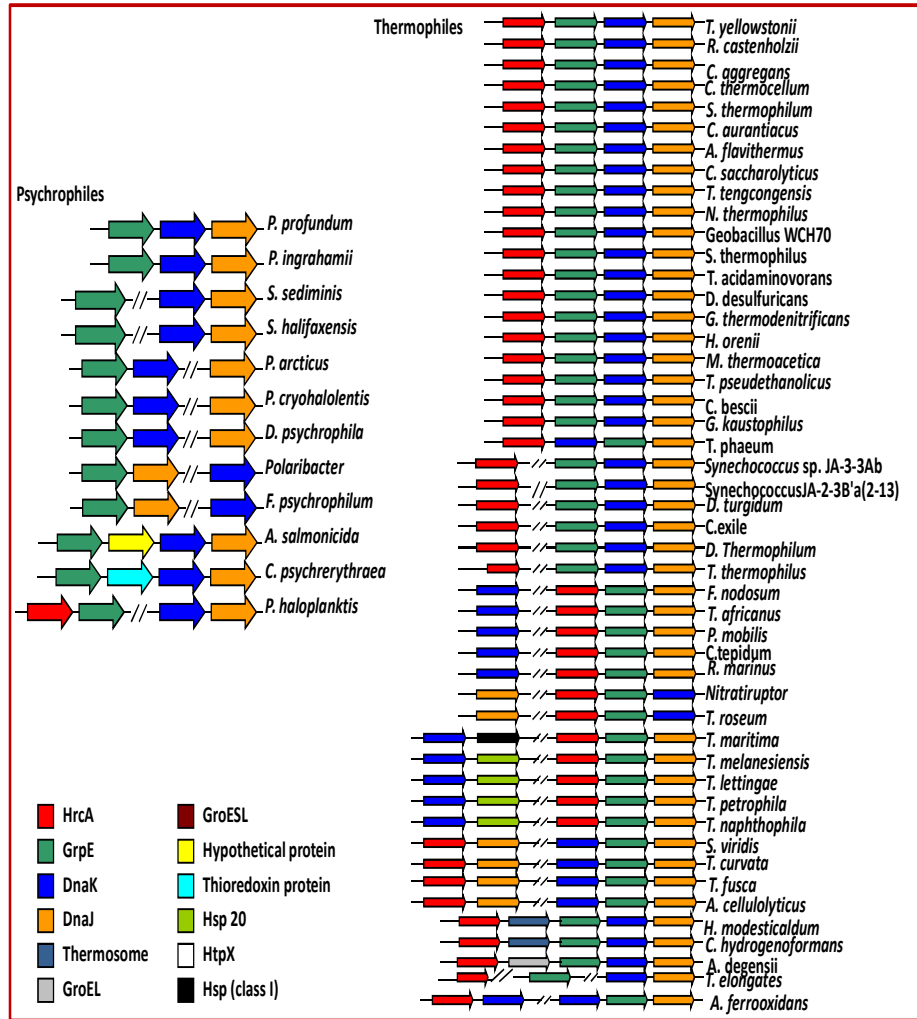 Psychrophiles
P. profundum
P. ingrahamii
S. sediminis
S. halifaxensis
P. arcticus
P. cryohalolentis
D. psychrophila
Polaribacter
F. psychrophilum
A. salmonicida
C. psychrerythraea
P. haloplanktis
HrcA
GrpE
DnaK
DnaJ
Thermosome
GroEL
GroESL
Hypothetical protein
Thioredoxin protein
Hsp 20
HtpX
Hsp (class I)
Thermophiles
T. yellowstonii
R. castenholzii
C. aggregans
C. thermocellum
S. thermophilum
C. aurantiacus
A. flavithermus
C. saccharolyticus
T. tengcongensis
N. thermophilus
Geobacillus WCH70
S. thermophilus
T. acidaminovorans
D. desulfuricans
G. thermodenitrificans
H. orenii
M. thermoacetica
T. pseudethanolicus
C. bescii
G. kaustophilus
T. phaeum
Synechococcus sp. JA-3-3Ab
SynechococcusJA-2-3B'a(2-13)
D. turgidum
C.exile
D. Thermophilum
T. thermophilus
F. nodosum
T. africanus
P. mobilis
C.tepidum
R. marinus
Nitratiruptor
T. roseum
T. maritima
T. melanesiensis
T. lettingae
T. petrophila
T. naphthophila
S. viridis
T. curvata
T. fusca
A. cellulolyticus
H. modesticaldum
C. hydrogenoformans
A. degensii
T. elongates
A. ferrooxidans